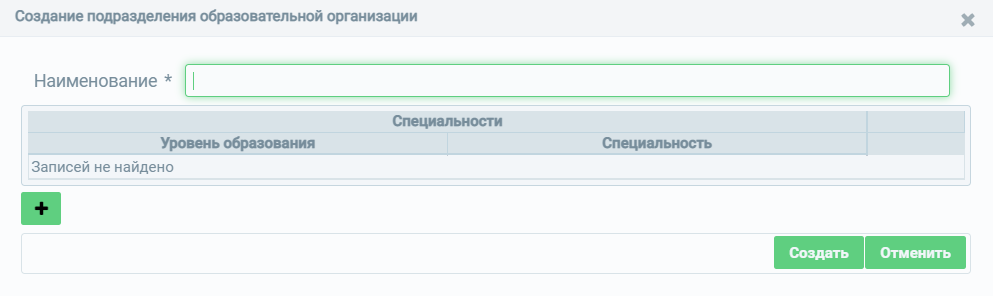 Создание подразделения образовательной организации
Наименование *
Специальности
Уровень образования Специальность
Записей не найдено
Создать Отменить